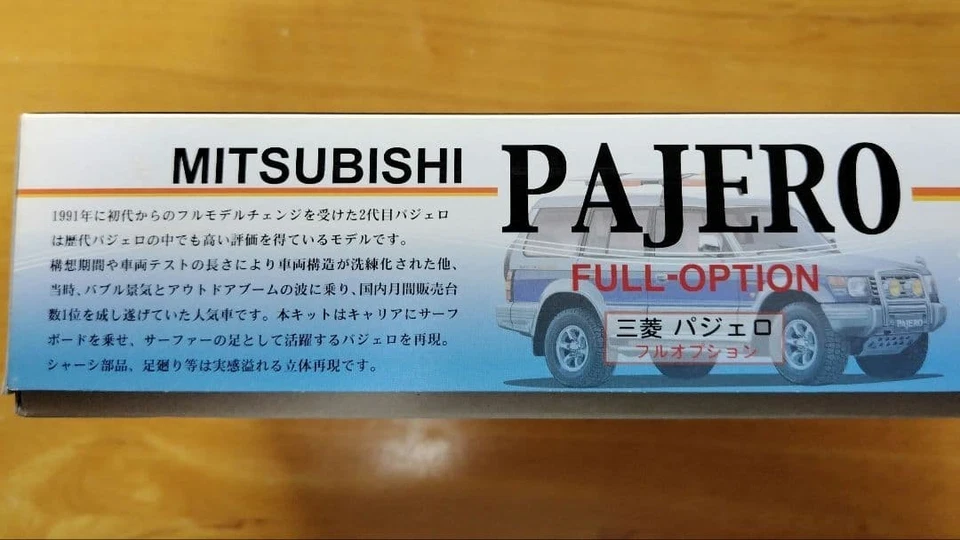 MITSUBISHI
PAJERO
1991年に初代からのフルモデルチェンジを受けた2代目パジェロ
は歴代パジェロの中でも高い評価を得ているモデルです。
構想期間や車両テストの長さにより車両構造が洗練化された他、
当時、バブル景気とアウトドアブームの波に乗り、国内月間販売台
数1位を成し遂げていた人気車です。本キットはキャリアにサーフ
ボードを乗せ、サーファーの足として活躍するパジェロを再現。
シャーシ部品、足廻り等は実感溢れる立体再現です。
FULL-OPTION
三菱 パジェロ
フルオプション
PAJERO